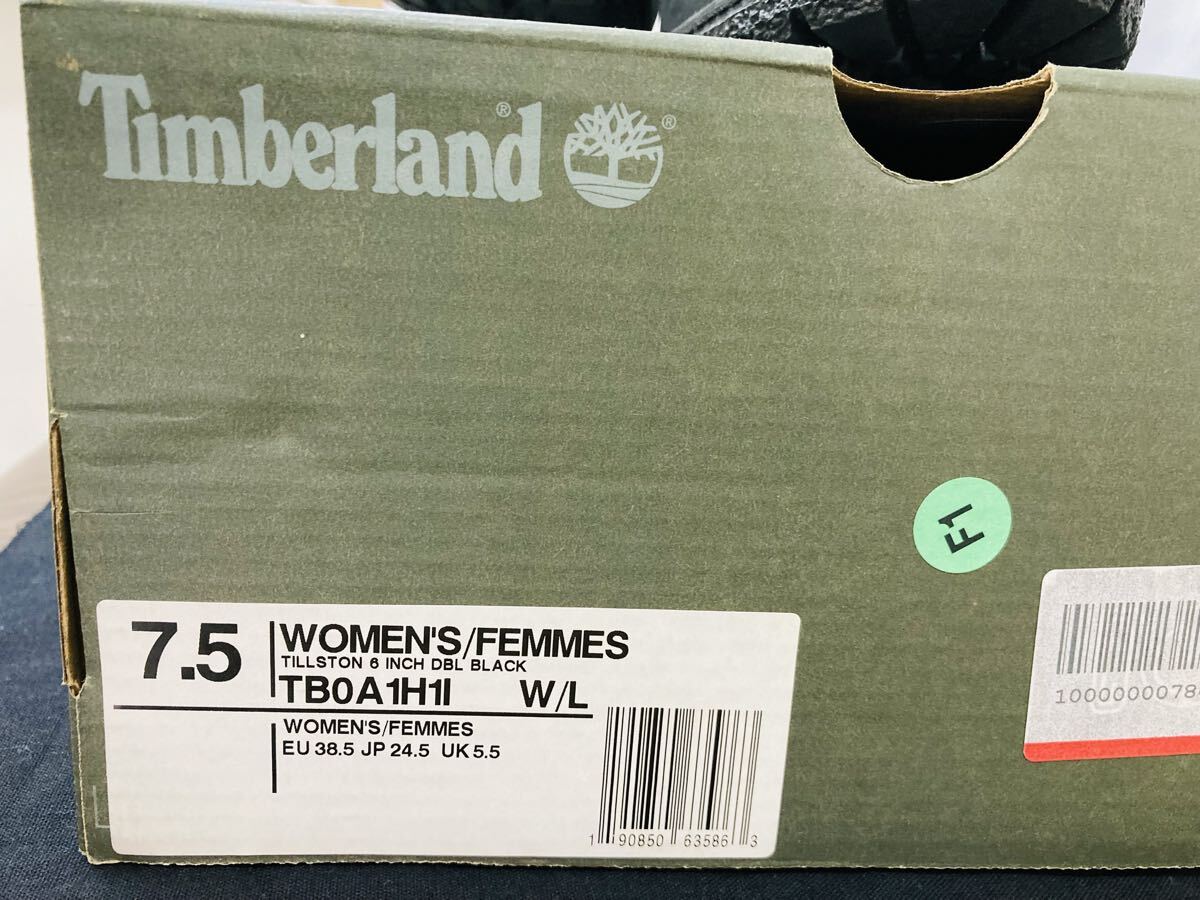 Timberland® ®
F1
7.5
WOMEN'S/FEMMES
TILLSTON 6 INCH DBL BLACK
TB0A1H1I W/L
WOMEN'S/FEMMES
EU 38.5 JP 24.5 UK 5.5
1 90850 63586 3
1000000078